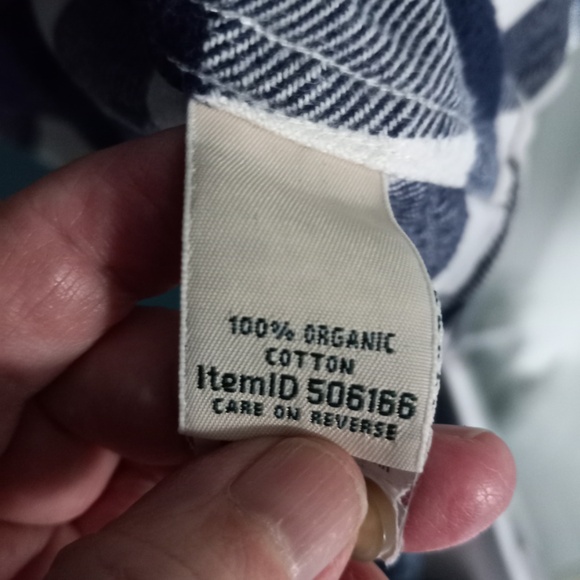 100% ORGANIC
COTTON
ItemID 506166
CARE ON REVERSE